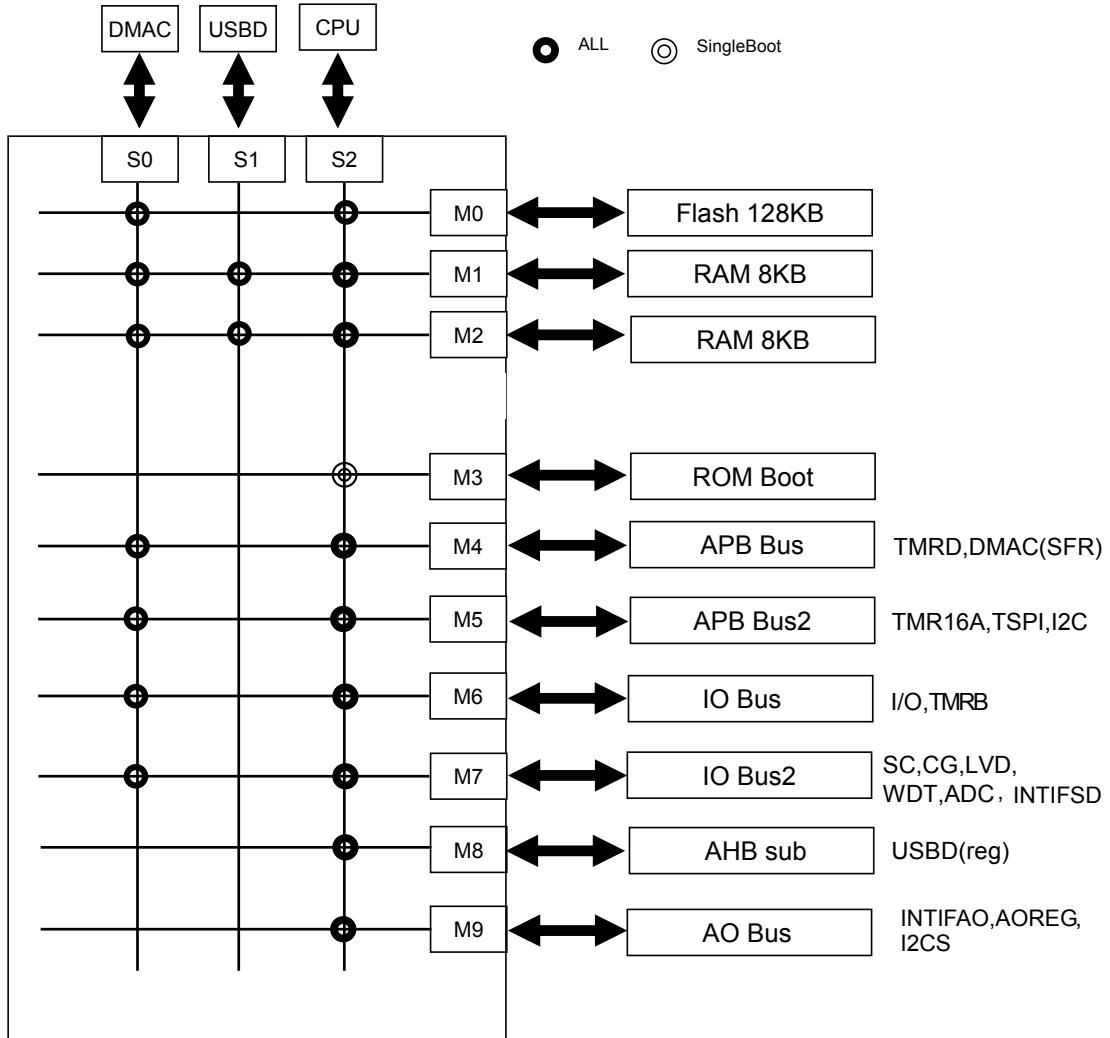 DMAC USBD CPU
ALL SingleBoot
S0 S1 S2
M0 Flash 128KB
M1 RAM 8KB
M2 RAM 8KB
M3 ROM Boot
M4 APB Bus TMRD,DMAC(SFR)
M5 APB Bus2 TMR16A,TSPI,I2C
M6 IO Bus I/O,TMRB
M7 IO Bus2 SC,CG,LVD,
WDT,ADC, INTIFSD
M8 AHB sub USBD(reg)
M9 AO Bus INTIFAO,AOREG,
I2CS